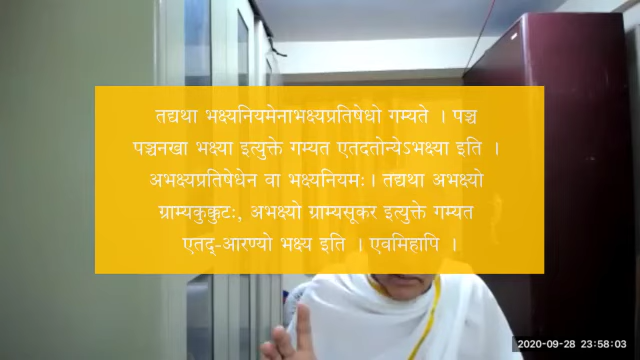 तद्यथा भक्ष्यनियमेनाभक्ष्यप्रतिषेधो गम्यते । पञ्च
पञ्चनखा भक्ष्या इत्युक्ते गम्यत एतदतोन्येऽभक्ष्या इति ।
अभक्ष्यप्रतिषेधेन वा भक्ष्यनियमः। तद्यथा अभक्ष्यो
ग्राम्यकुक्कुटः, अभक्ष्यो ग्राम्यसूकर इत्युक्ते गम्यत
एतद्-आरण्यो भक्ष्य इति । एवमिहापि ।
2020-09-28 23:58:03